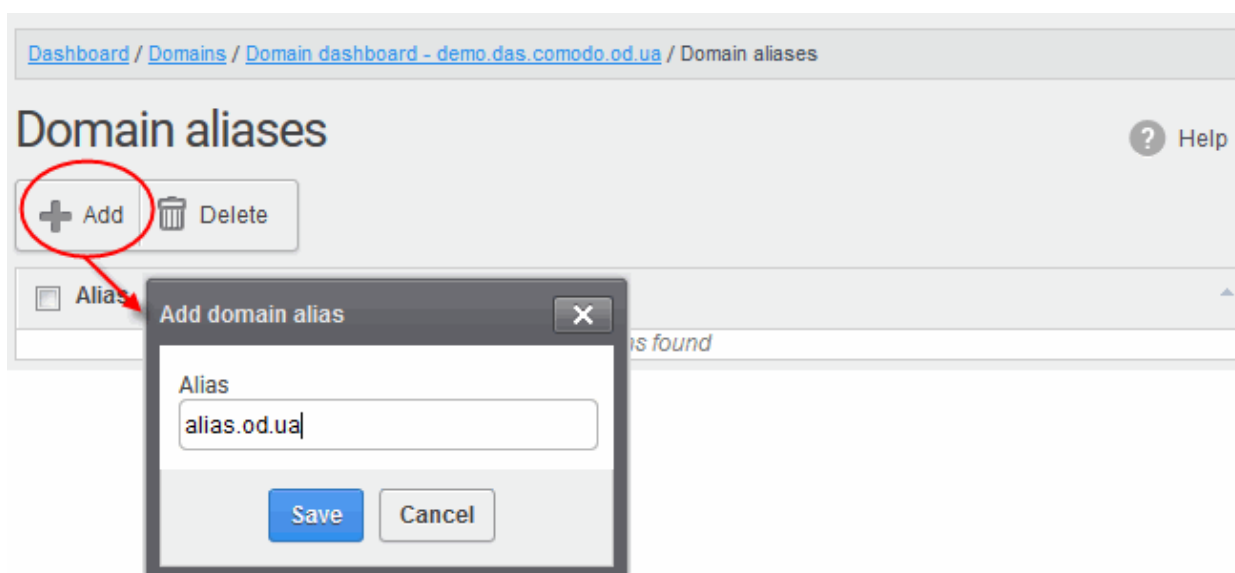 Dashboard / Domains / Domain dashboard - demo.das.comodo.od.ua / Domain aliases
Domain aliases
Help
Add
Delete
Alias
Add domain alias
found
Alias
alias.od.ua
Save
Cancel